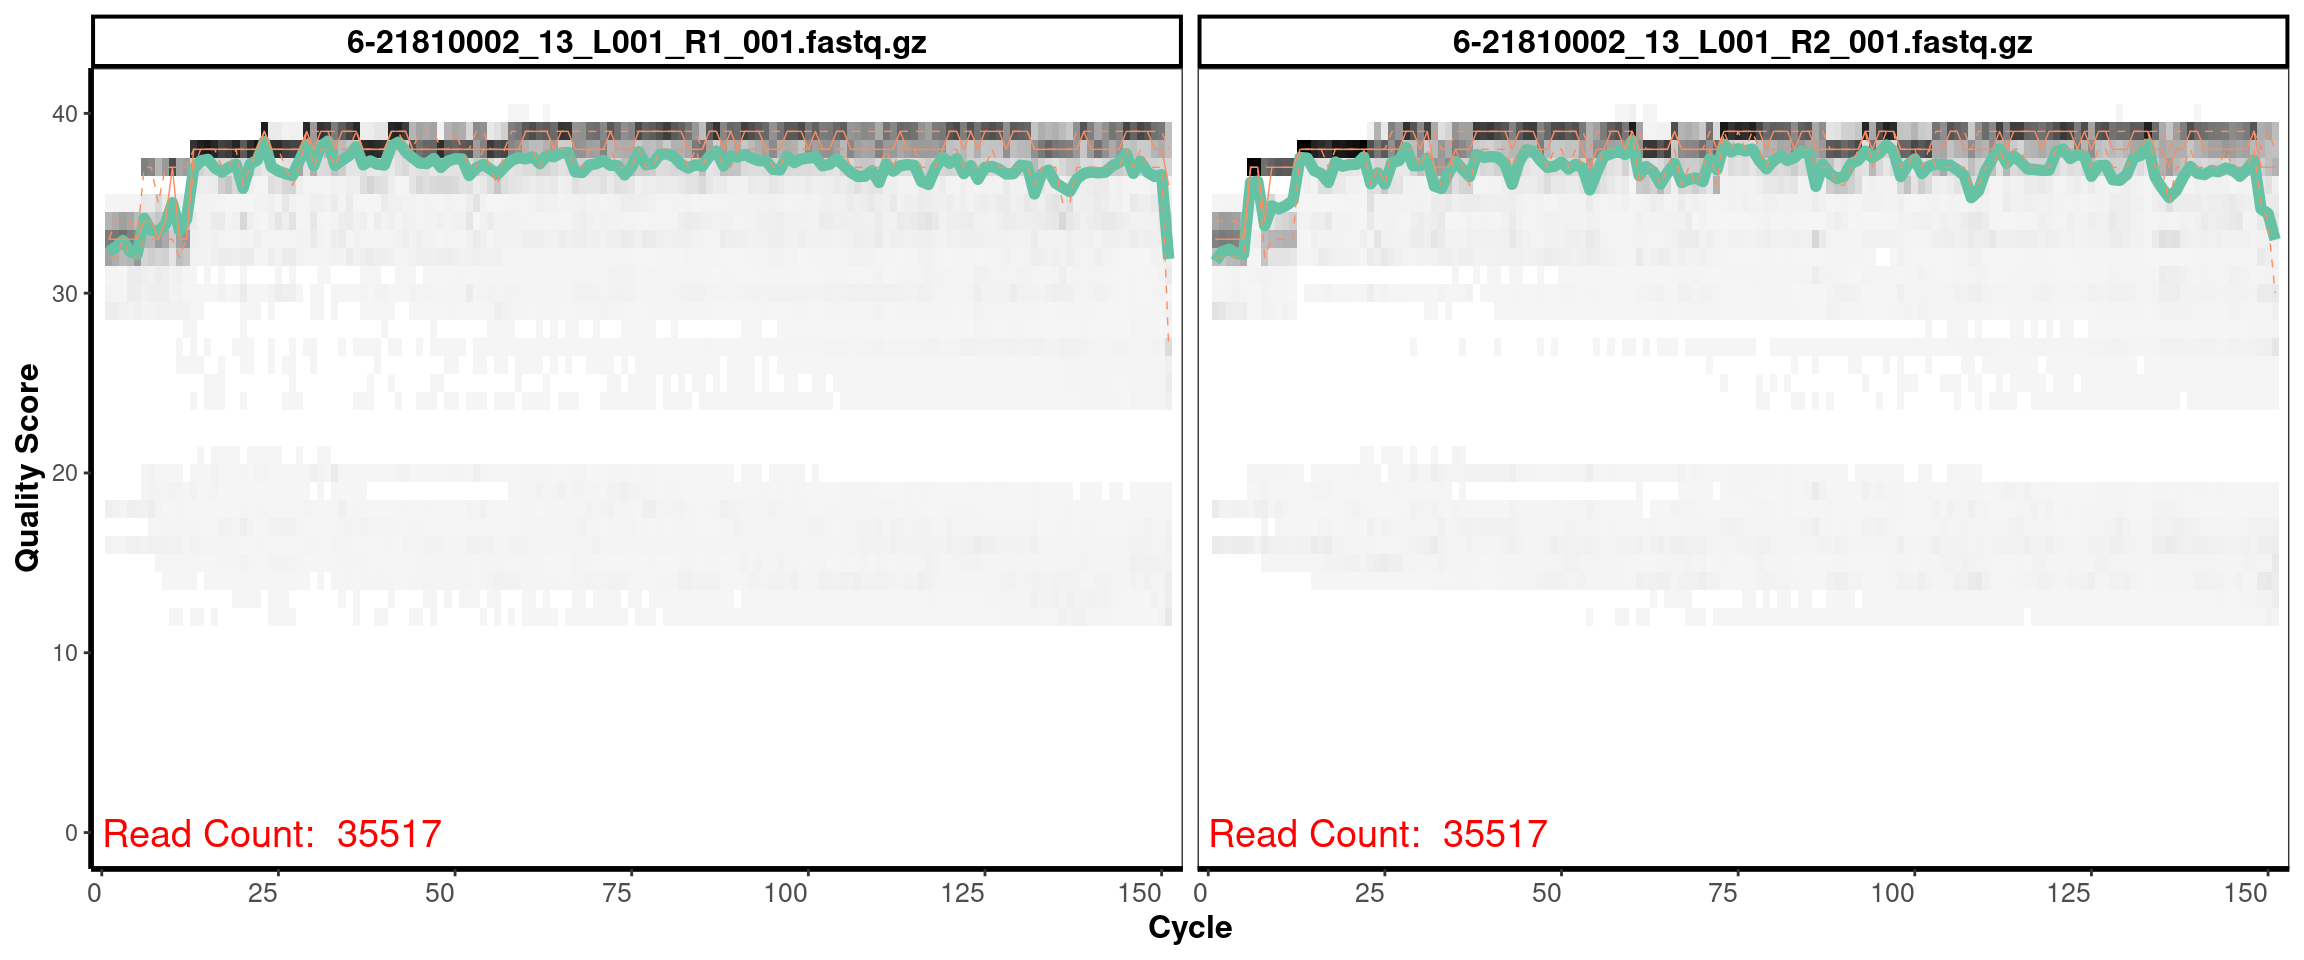 6-21810002_13_L001_R1_001.fastq.gz
6-21810002_13_L001_R2_001.fastq.gz
Quality Score
40
30
20
10
0
Read Count: 35517
Read Count: 35517
0 25 50 75 100 125 150
0 25 50 75 100 125 150
Cycle